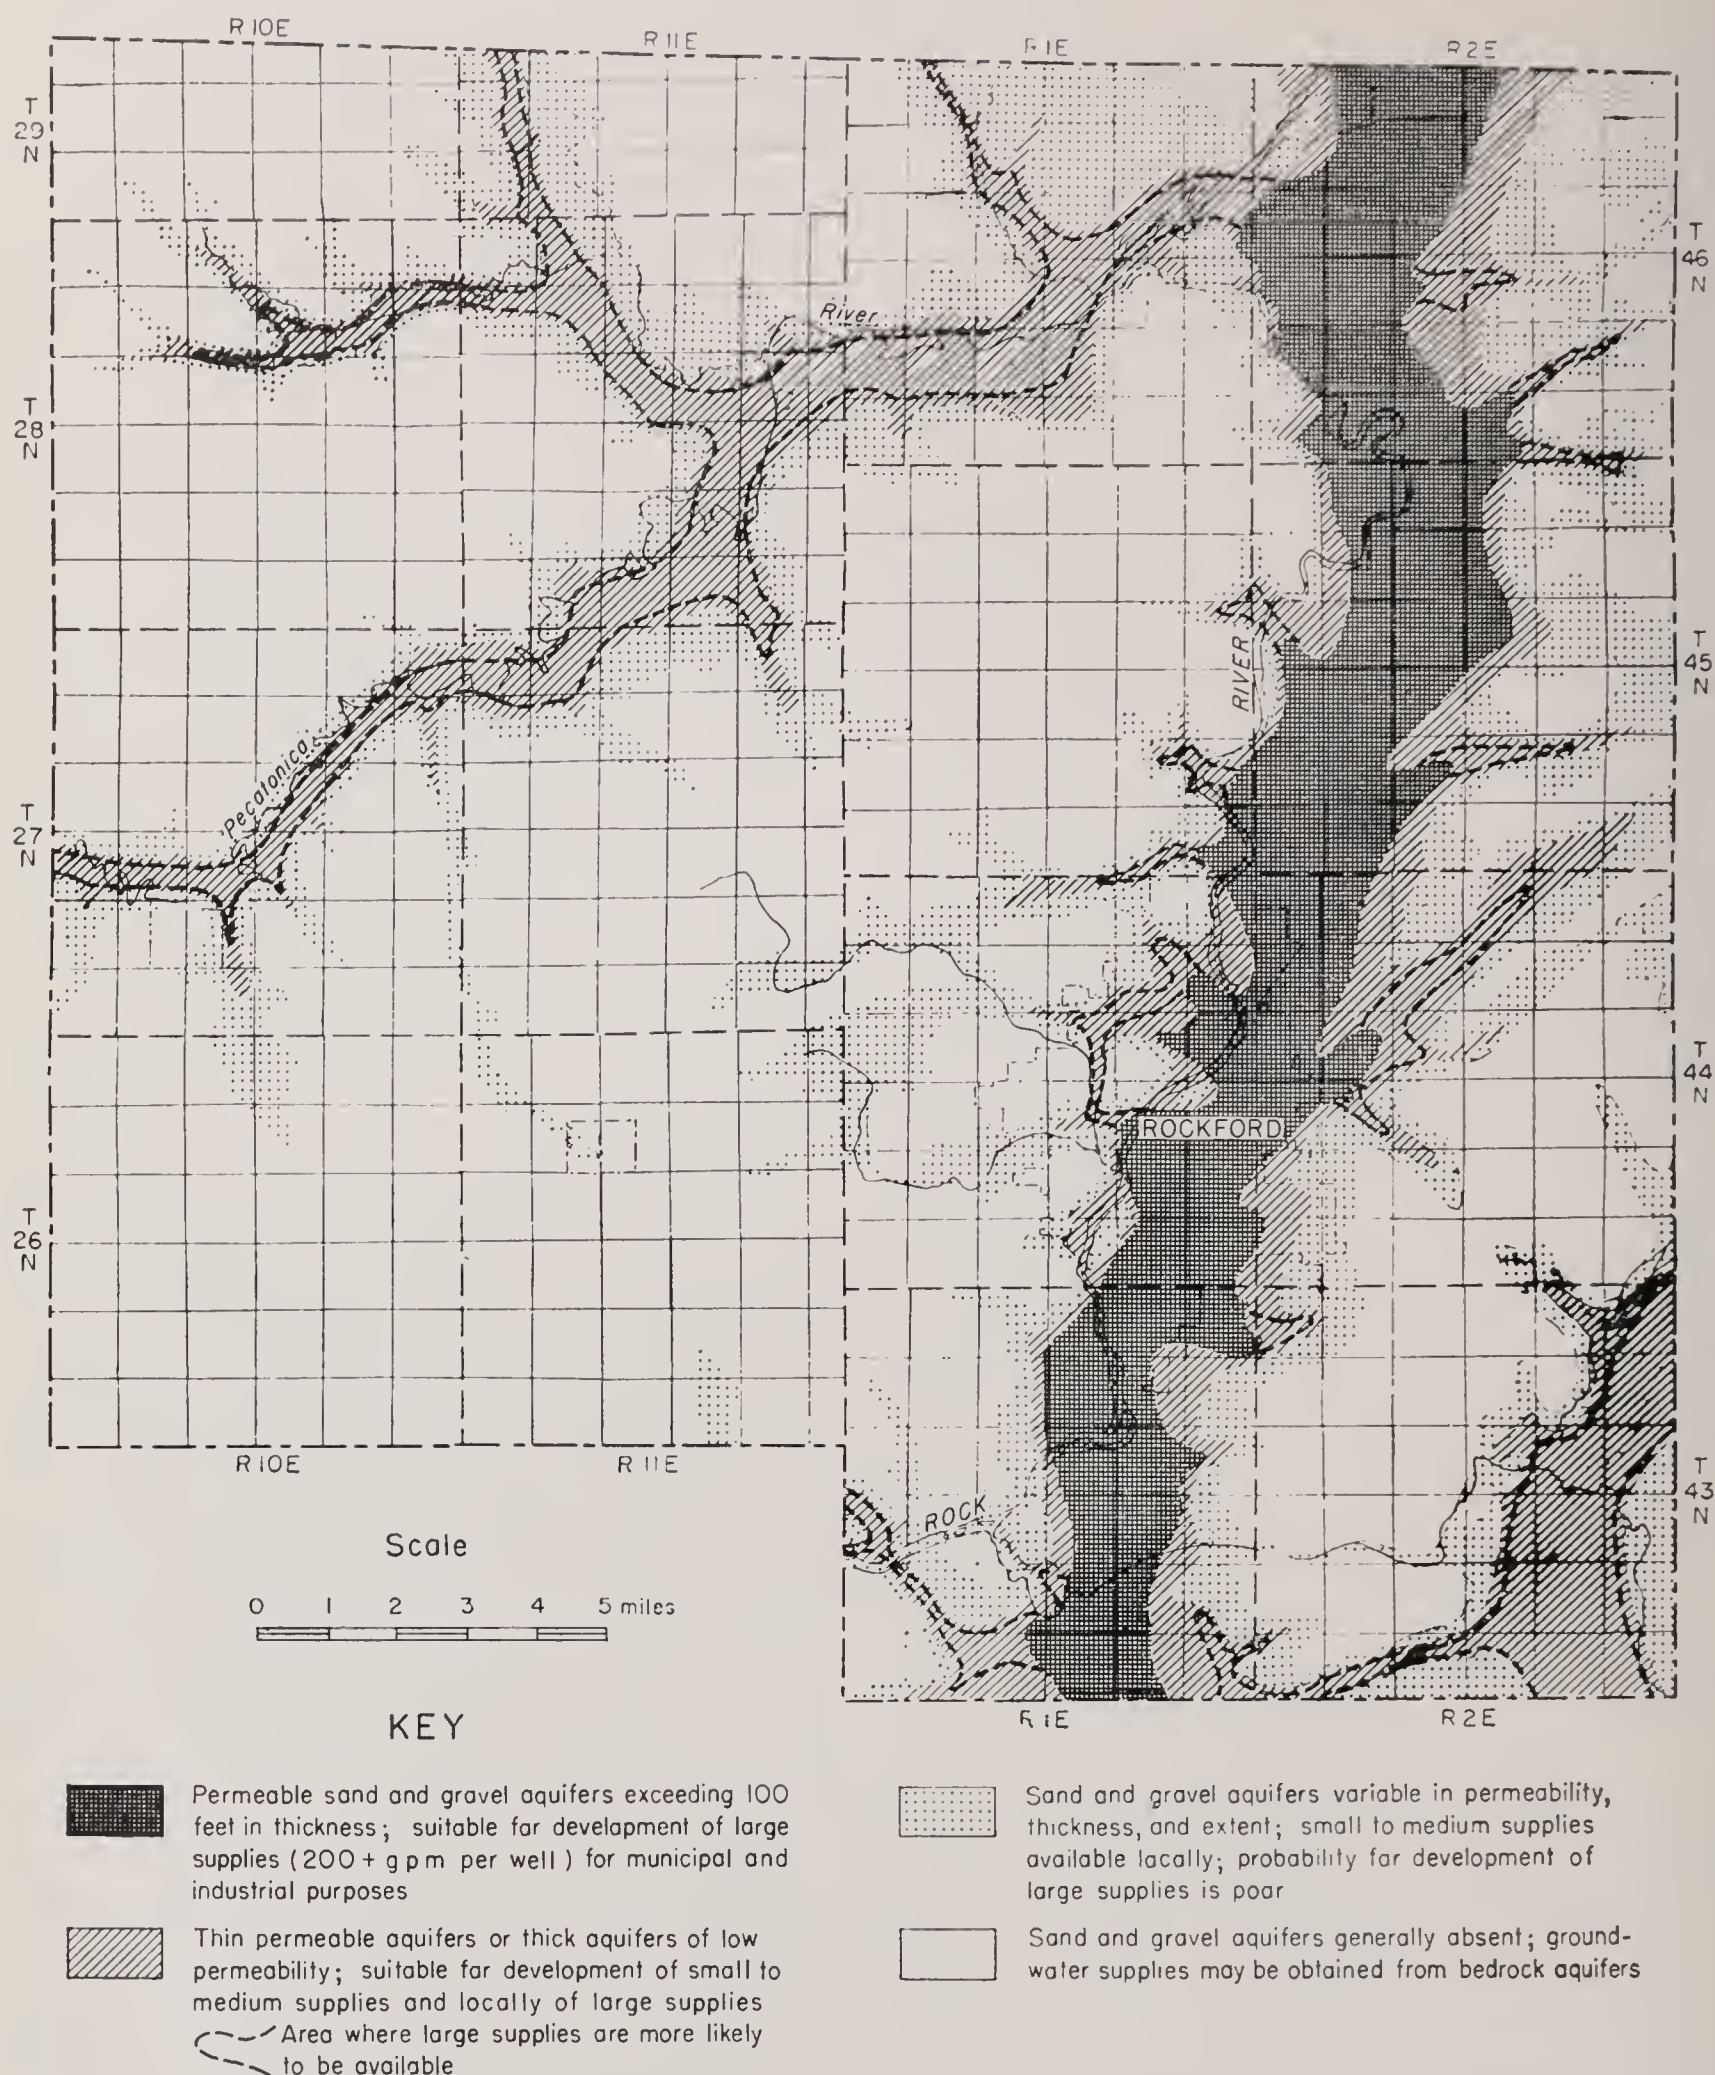 R 10E
R 11E
R 1E
R 2E
T
29
N
T
46
N
River
T
28
N
RIVER
T
45
N
Pecatonica
T
27
N
T
44
N
ROCKFORD
T
26
N
R 10E
R 11E
T
43
N
ROCK
Scale
0 1 2 3 4 5 miles
R 1E
R 2E
KEY
Permeable sand and gravel aquifers exceeding 100
feet in thickness; suitable far develapment of large
supplies (200+ gpm per well) for municipal and
industrial purposes
Thin permeable aquifers or thick aquifers of low
permeability; suitable far development of small to
medium supplies and locally of large supplies
Area where large supplies are more likely
to be available
Sand and gravel aquifers variable in permeability,
thickness, and extent; small to medium supplies
available locally; probability far development of
large supplies is poar
Sand and gravel aquifers generally absent; ground-
water supplies may be obtained from bedrock aquifers